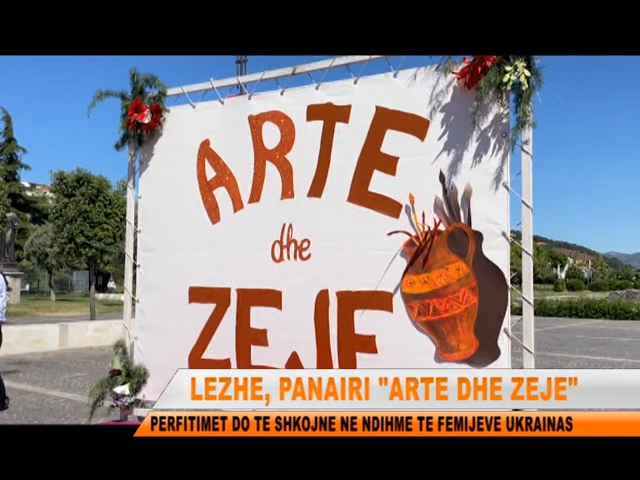 ARTE
dhe
ZEJE
LEZHE, PANAIRI "ARTE DHE ZEJE"
PERFITIMET DO TE SHKOJNE NE NDIHME TE FEMIJEVE UKRAINAS